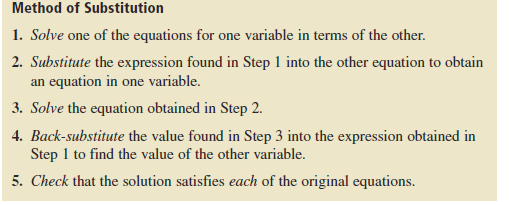 Method of Substitution
1. Solve one of the equations for one variable in terms of the other.
2. Substitute the expression found in Step 1 into the other equation to obtain
an equation in one variable.
3. Solve the equation obtained in Step 2.
4. Back-substitute the value found in Step 3 into the expression obtained in
Step 1 to find the value of the other variable.
5. Check that the solution satisfies each of the original equations.